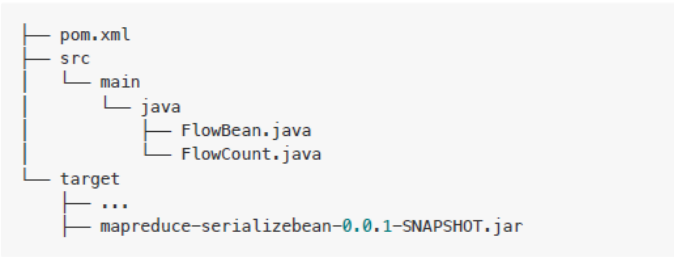 ├── pom.xml
├── src
│   └── main
│       └── java
│           ├── FlowBean.java
│           └── FlowCount.java
└── target
    ├── ...
    ├── mapreduce-serializebean-0.0.1-SNAPSHOT.jar